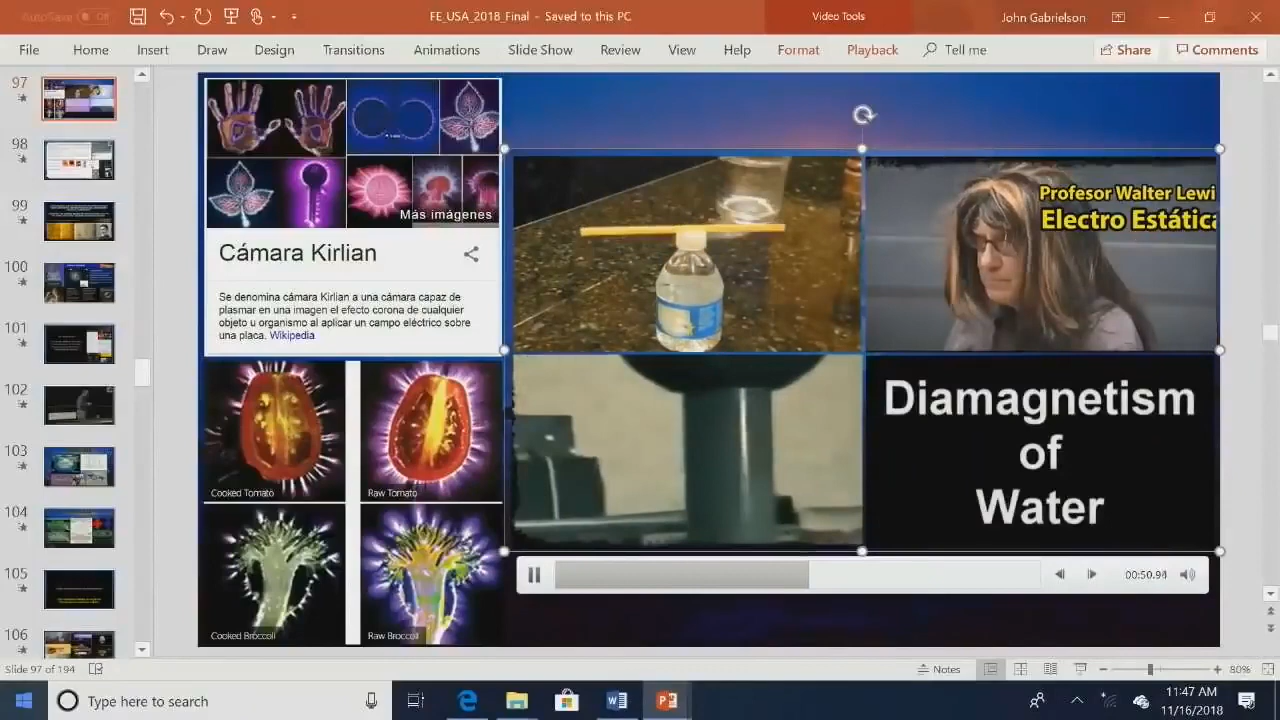 AutoSave
Off
FE_USA_2018_Final - Saved to this PC
Video Tools
John Gabrielson
File
Home
Insert
Draw
Design
Transitions
Animations
Slide Show
Review
View
Help
Format
Playback
Tell me
Share
Comments
97
98
99
100
101
102
103
104
105
106
Más imágenes
Cámara Kirlian
Se denomina cámara Kirlian a una cámara capaz de
plasmar en una imagen el efecto corona de cualquier
objeto u organismo al aplicar un campo eléctrico sobre
una placa. Wikipedia
Cooked Tomato
Raw Tomato
Cooked Broccoli
Raw Broccoli
Profesor Walter Lewi
Electro Estática
Diamagnetism
of
Water
00:50.94
Slide 97 of 194
Notes
80%
Type here to search
11:47 AM
11/16/2018